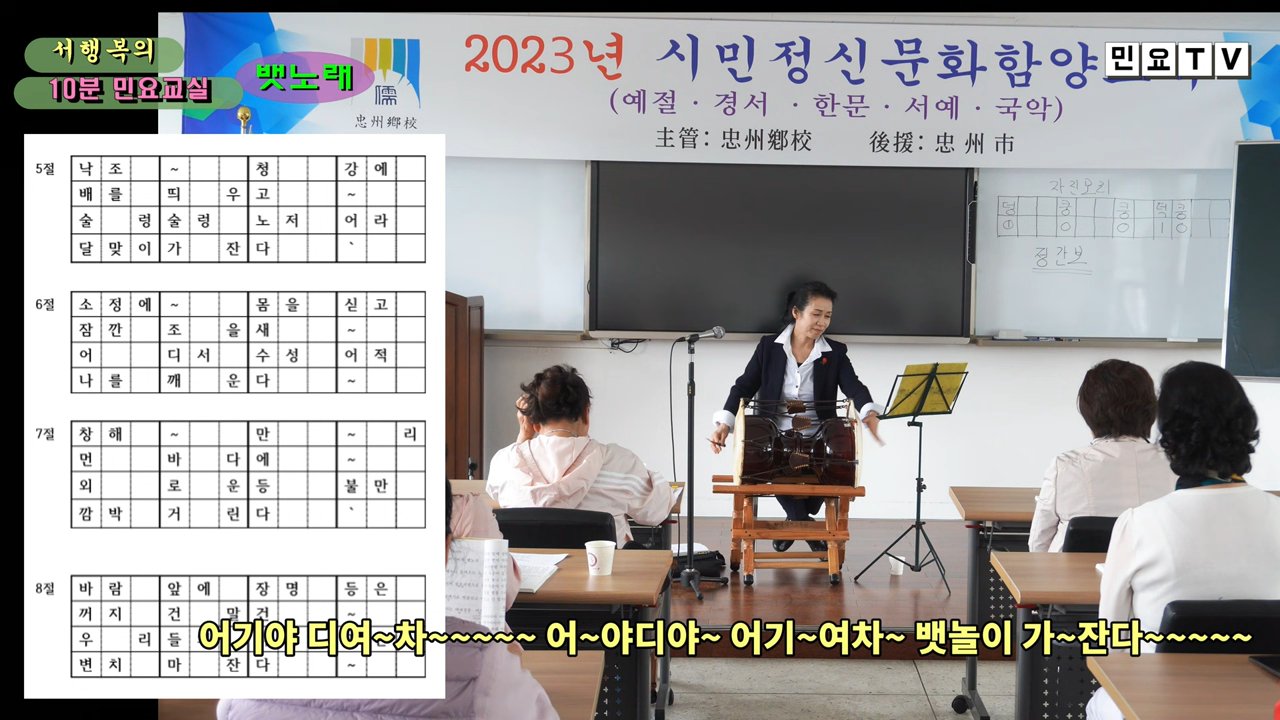 서행복의
10분 민요교실
뱃노래
儒
忠州鄕校
2023년 시민정신문화함양
(예절 · 경서 · 한문 · 서예 · 국악)
主管: 忠州鄕校 後援: 忠州市
민요TV
자진모리
덩 쿵 쿵 덕 쿵
정간보
5절
낙 조 ~ 청 강 에
배 를 띄 우 고 ~
술 렁 술 렁 노 저 어 라
달 맞 이 가 잔 다 `
6절
소 정 에 ~ 몸 을 싣 고
잠 깐 조 을 새 ~
어 디 서 수 성 어 적
나 를 깨 운 다 ~
7절
창 해 ~ 만 ~ 리
먼 바 다 에 ~
외 로 운 등 불 만
깜 박 거 린 다 `
8절
바 람 앞 에 장 명 등 은
꺼 지 건 말 건 ~
우 리 들 은
변 치 마 잔 다 ~
어기야 디여~차~~~~~ 어~야디야~ 어기~여차~ 뱃놀이 가~잔다~~~~~